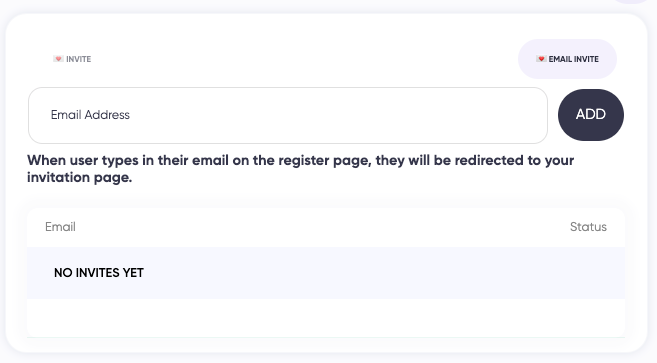 💌 INVITE
💌 EMAIL INVITE
Email Address
ADD
When user types in their email on the register page, they will be redirected to your
invitation page.
Email Status
NO INVITES YET